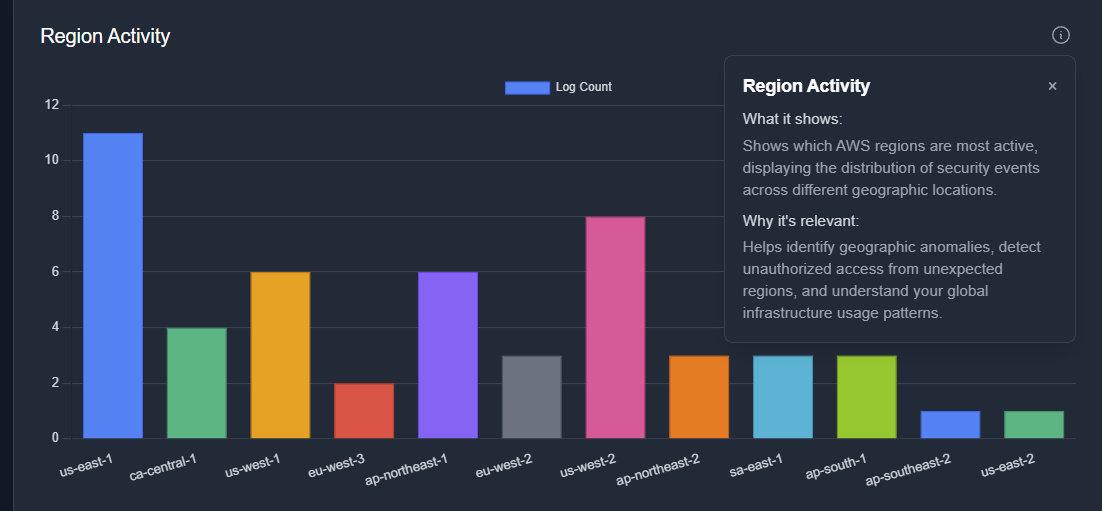 Region Activity
Log Count
12
10
8
6
4
2
0
us-east-1
ca-central-1
us-west-1
eu-west-3
ap-northeast-1
eu-west-2
us-west-2
ap-northeast-2
sa-east-1
ap-south-1
ap-southeast-2
us-east-2
Region Activity
×
What it shows:
Shows which AWS regions are most active,
displaying the distribution of security events
across different geographic locations.
Why it's relevant:
Helps identify geographic anomalies, detect
unauthorized access from unexpected
regions, and understand your global
infrastructure usage patterns.